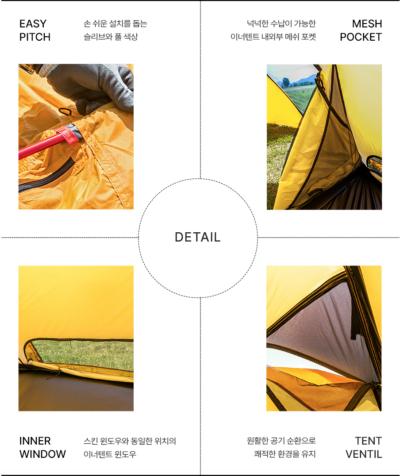 EASY
PITCH
손 쉬운 설치를 돕는
슬리브와 폴 색상
넉넉한 수납이 가능한
이너텐트 내외부 메쉬 포켓
MESH
POCKET
DETAIL
INNER
WINDOW
스킨 윈도우와 동일한 위치의
이너텐트 윈도우
원활한 공기 순환으로
쾌적한 환경을 유지
TENT
VENTIL